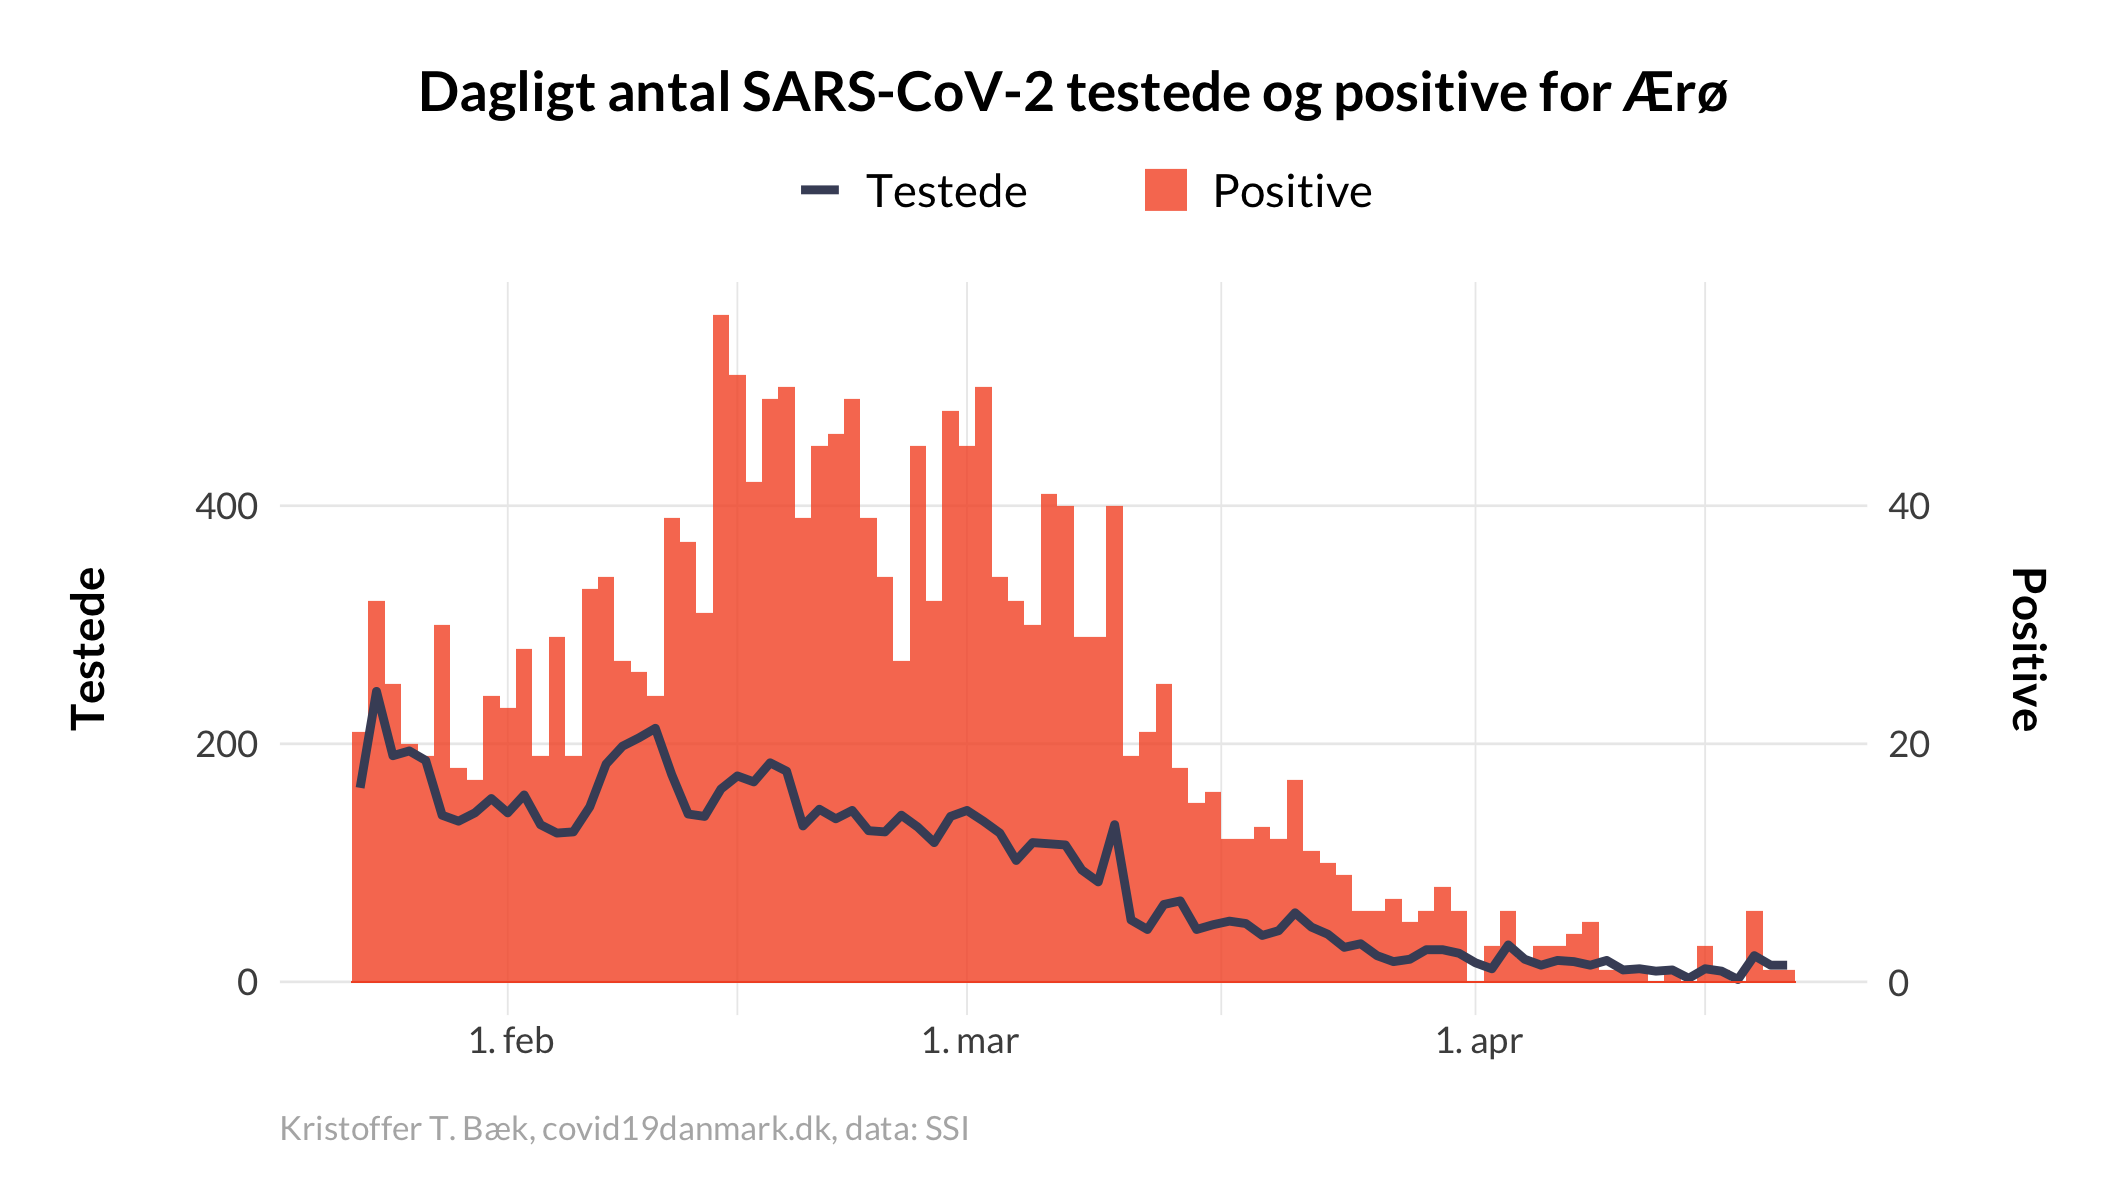 Dagligt antal SARS-CoV-2 testede og positive for Ærø
Testede
Positive
400
200
0
Testede
40
20
0
Positive
1. feb
1. mar
1. apr
Kristoffer T. Bæk, covid19danmark.dk, data: SSI